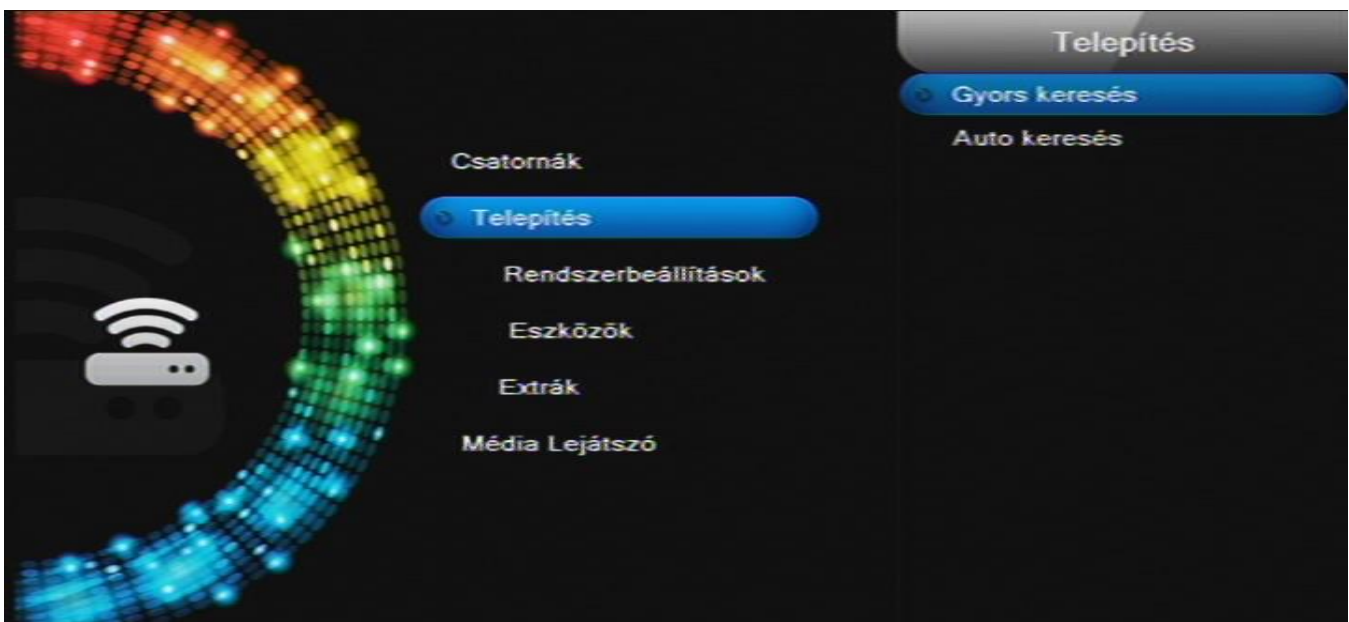 Csatornák
Telepítés
Rendszerbeállítások
Eszközök
Extrák
Média Lejátszó
Telepítés
Gyors keresés
Auto keresés